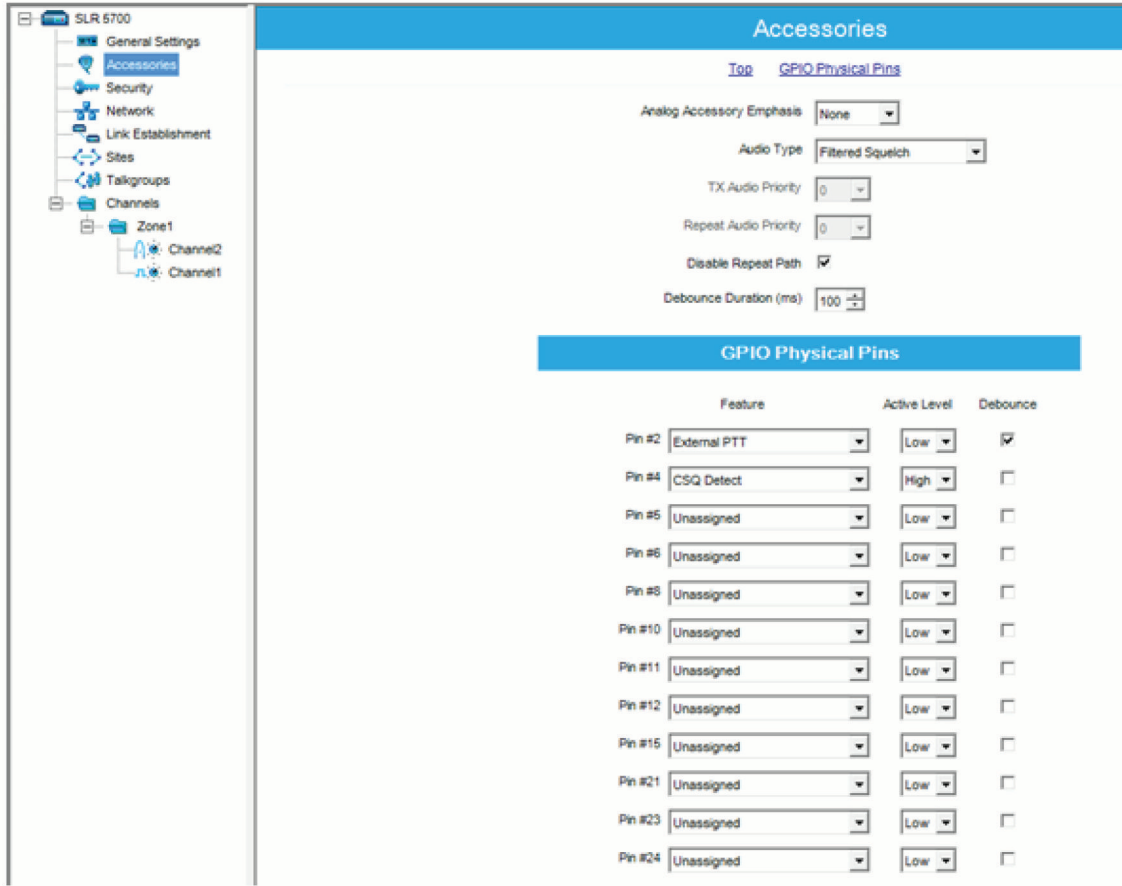 SLR 5700
General Settings
Accessories
Security
Network
Link Establishment
Sites
Talkgroups
Channels
Zone1
Channel2
Channel1
Accessories
Top GPIO Physical Pins
Analog Accessory Emphasis None
Audio Type Filtered Squelch
TX Audio Priority 0
Repeat Audio Priority 0
Disable Repeat Path
Debounce Duration (ms) 100
GPIO Physical Pins
Feature Active Level Debounce
Pin #2 External PTT Low
Pin #4 CSQ Detect High
Pin #5 Unassigned Low
Pin #6 Unassigned Low
Pin #8 Unassigned Low
Pin #10 Unassigned Low
Pin #11 Unassigned Low
Pin #12 Unassigned Low
Pin #15 Unassigned Low
Pin #21 Unassigned Low
Pin #23 Unassigned Low
Pin #24 Unassigned Low